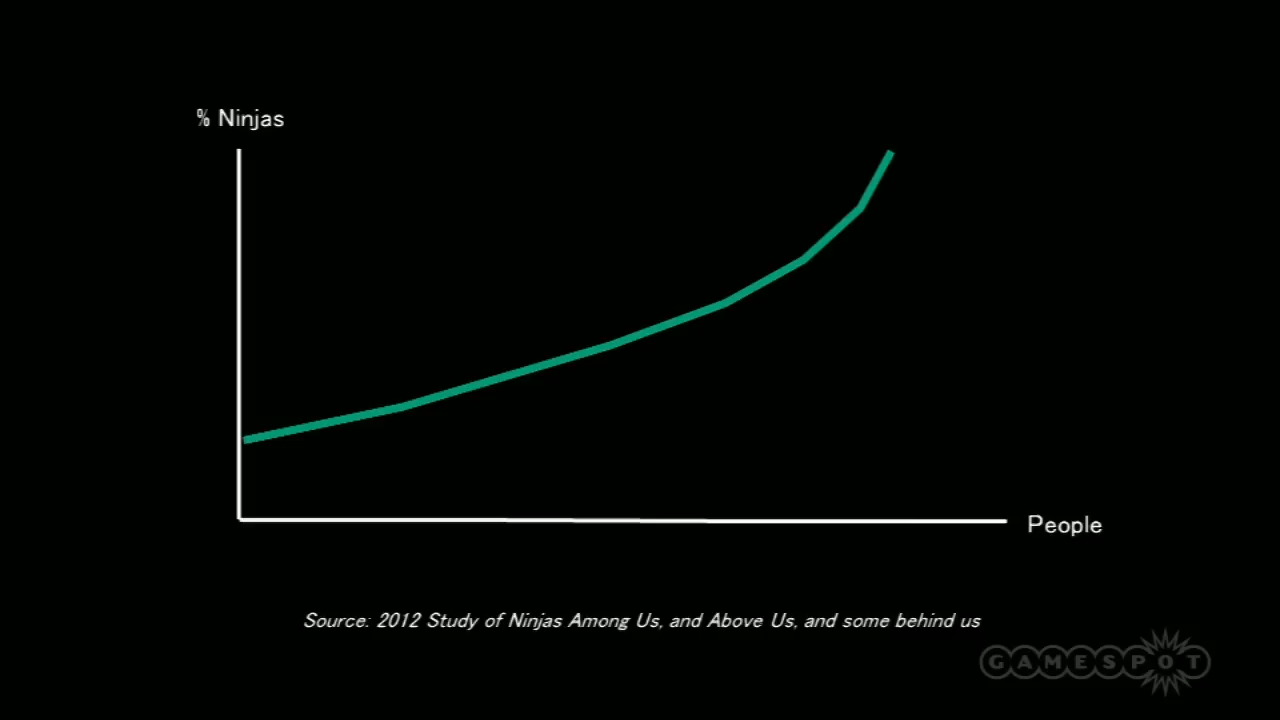 % Ninjas
People
Source: 2012 Study of Ninjas Among Us, and Above Us, and some behind us
GAMESPOT